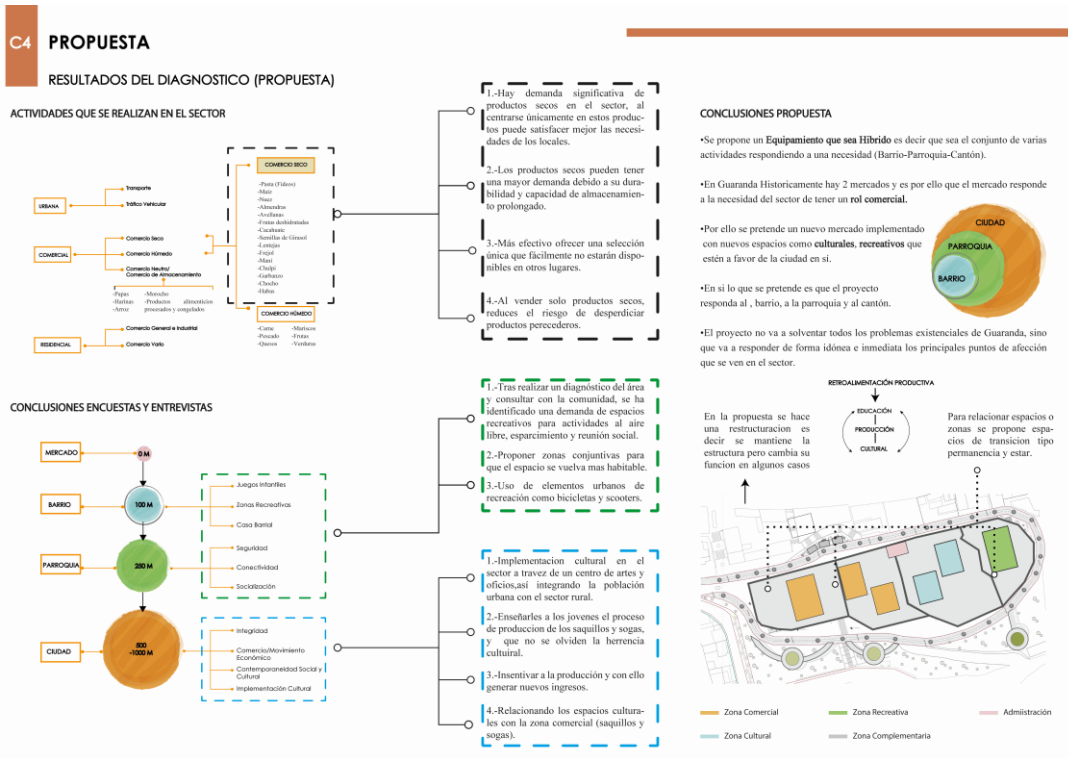 C4
PROPUESTA
RESULTADOS DEL DIAGNOSTICO (PROPUESTA)
ACTIVIDADES QUE SE REALIZAN EN EL SECTOR
URBANA
Transporte
Tráfico Vehicular
COMERCIAL
Comercio Seco
Comercio Húmedo
Comercio Neutro/
Comercio de Almacenamiento
-Papas
-Harinas
-Arroz
-Morocho
-Productos alimenticios
procesados y congelados
RESIDENCIAL
Comercio General e Industrial
Comercio Vario
COMERCIO SECO
-Pasta (Fideos)
-Maiz
-Nuez
-Almendras
-Avellanas
-Frutas deshidratadas
-Cacahuate
-Semillas de Girasol
-Lentejas
-Frejol
-Maní
-Chulpi
-Garbanzo
-Chocho
-Habas
COMERCIO HÚMEDO
-Carne
-Pescado
-Quesos
-Mariscos
-Frutas
-Verduras
1.-Hay demanda significativa de
productos secos en el sector, al
centrarse únicamente en estos produc-
tos puede satisfacer mejor las necesi-
dades de los locales.
2.-Los productos secos pueden tener
una mayor demanda debido a su dura-
bilidad y capacidad de almacenamien-
to prolongado.
3.-Más efectivo ofrecer una selección
única que fácilmente no estarán dispo-
nibles en otros lugares.
4.-Al vender solo productos secos,
reduces el riesgo de desperdiciar
productos perecederos.
CONCLUSIONES ENCUESTAS Y ENTREVISTAS
MERCADO
0 M
BARRIO
100 M
PARROQUIA
250 M
CIUDAD
500
-1000 M
Juegos Infantiles
Zonas Recreativas
Casa Barrial
Seguridad
Conectividad
Socialización
Integridad
Comercio/Movimiento
Económico
Contemporaneidad Social y
Cultural
Implementación Cultural
1.-Tras realizar un diagnóstico del área
y consultar con la comunidad, se ha
identificado una demanda de espacios
recreativos para actividades al aire
libre, esparcimiento y reunión social.
2.-Proponer zonas conjuntivas para
que el espacio se vuelva mas habitable.
3.-Uso de elementos urbanos de
recreación como bicicletas y scooters.
1.-Implementacion cultural en el
sector a travez de un centro de artes y
oficios,así integrando la población
urbana con el sector rural.
2.-Enseñarles a los jovenes el proceso
de produccion de los saquillos y sogas,
y que no se olviden la herrencia
cultuiral.
3.-Insentivar a la producción y con ello
generar nuevos ingresos.
4.-Relacionando los espacios cultura-
les con la zona comercial (saquillos y
sogas).
CONCLUSIONES PROPUESTA
•Se propone un Equipamiento que sea Híbrido es decir que sea el conjunto de varias
actividades respondiendo a una necesidad (Barrio-Parroquia-Cantón).
•En Guaranda Historicamente hay 2 mercados y es por ello que el mercado responde
a la necesidad del sector de tener un rol comercial.
•Por ello se pretende un nuevo mercado implementado
con nuevos espacios como culturales, recreativos que
estén a favor de la ciudad en si.
•En si lo que se pretende es que el proyecto
responda al , barrio, a la parroquia y al cantón.
CIUDAD
PARROQUIA
BARRIO
•El proyecto no va a solventar todos los problemas existenciales de Guaranda, sino
que va a responder de forma idónea e inmediata los principales puntos de afección
que se ven en el sector.
RETROALIMENTACIÓN PRODUCTIVA
EDUCACIÓN
PRODUCCIÓN
CULTURAL
En la propuesta se hace
una restructuracion es
decir se mantiene la
estructura pero cambia su
funcion en algunos casos
Para relacionar espacios o
zonas se propone espa-
cios de transicion tipo
permanencia y estar.
Zona Comercial
Zona Recreativa
Admiistración
Zona Cultural
Zona Complementaria